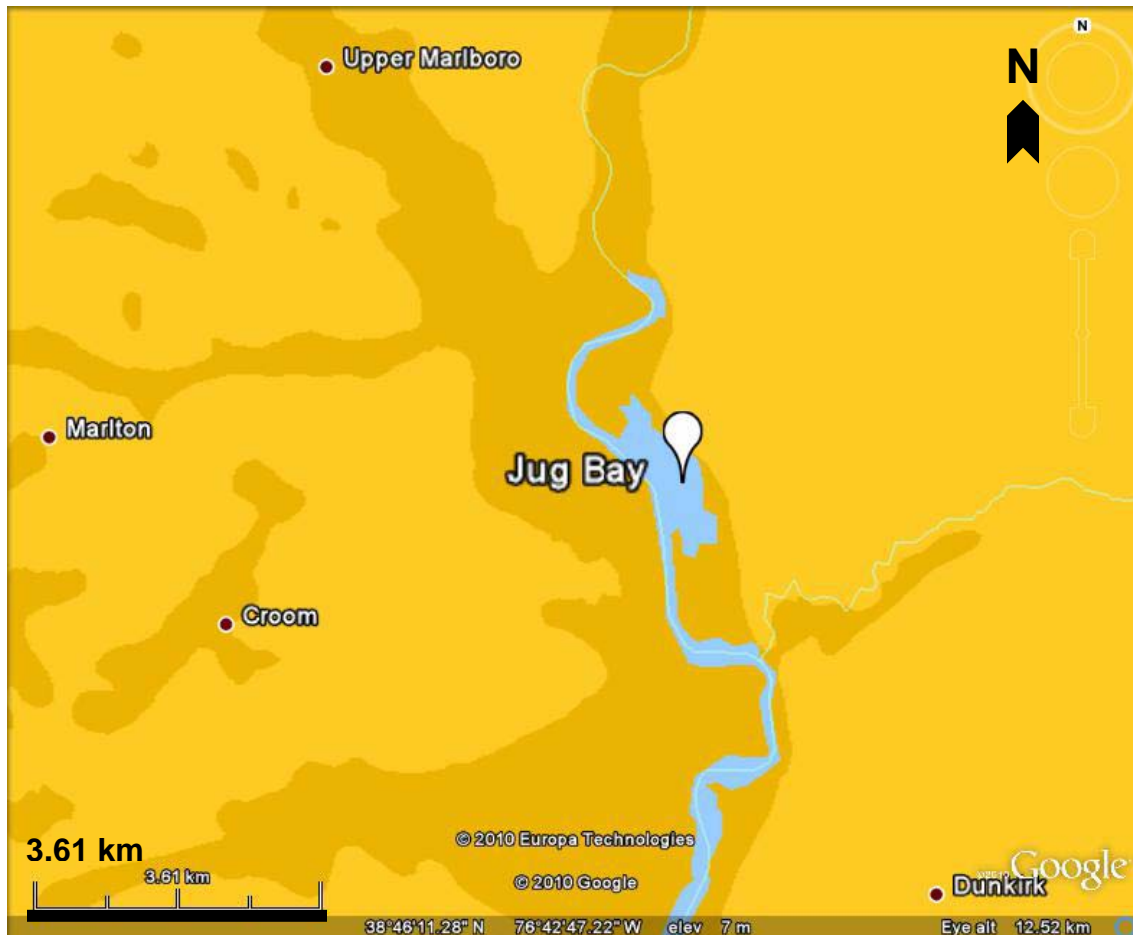 N
Upper Marlboro
N
Marlton
Jug Bay
Croom
3.61 km
3.61 km
© 2010 Europa Technologies
© 2010 Google
©2010 Google
Dunkirk
38°46'11.28" N 76°42'47.22" W elev 7 m Eye alt 12.52 km